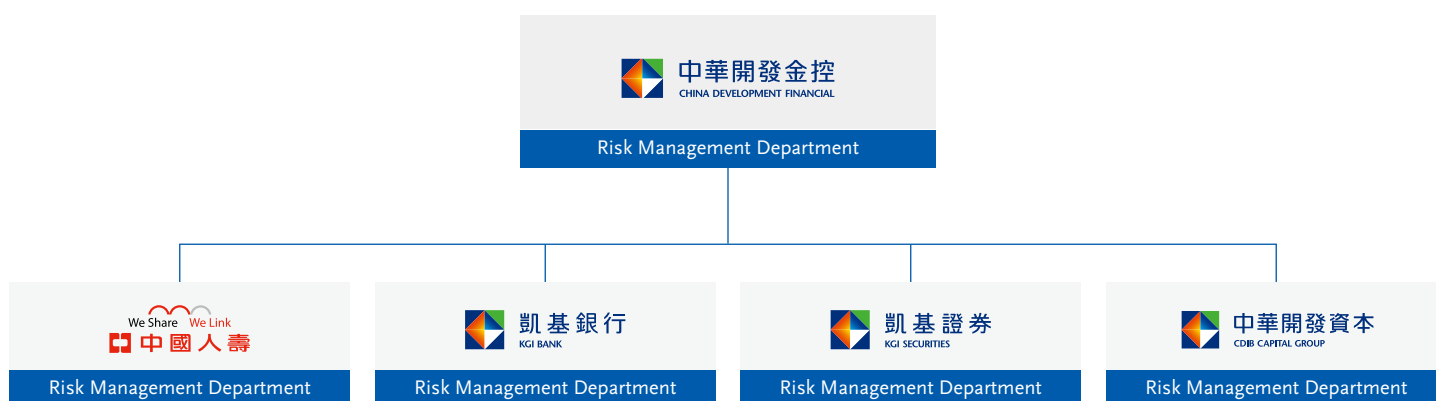 中華開發金控
CHINA DEVELOPMENT FINANCIAL
Risk Management Department
We Share We Link
中國人壽
Risk Management Department
凱基銀行
KGI BANK
Risk Management Department
凱基證券
KGI SECURITIES
Risk Management Department
中華開發資本
CDIB CAPITAL GROUP
Risk Management Department